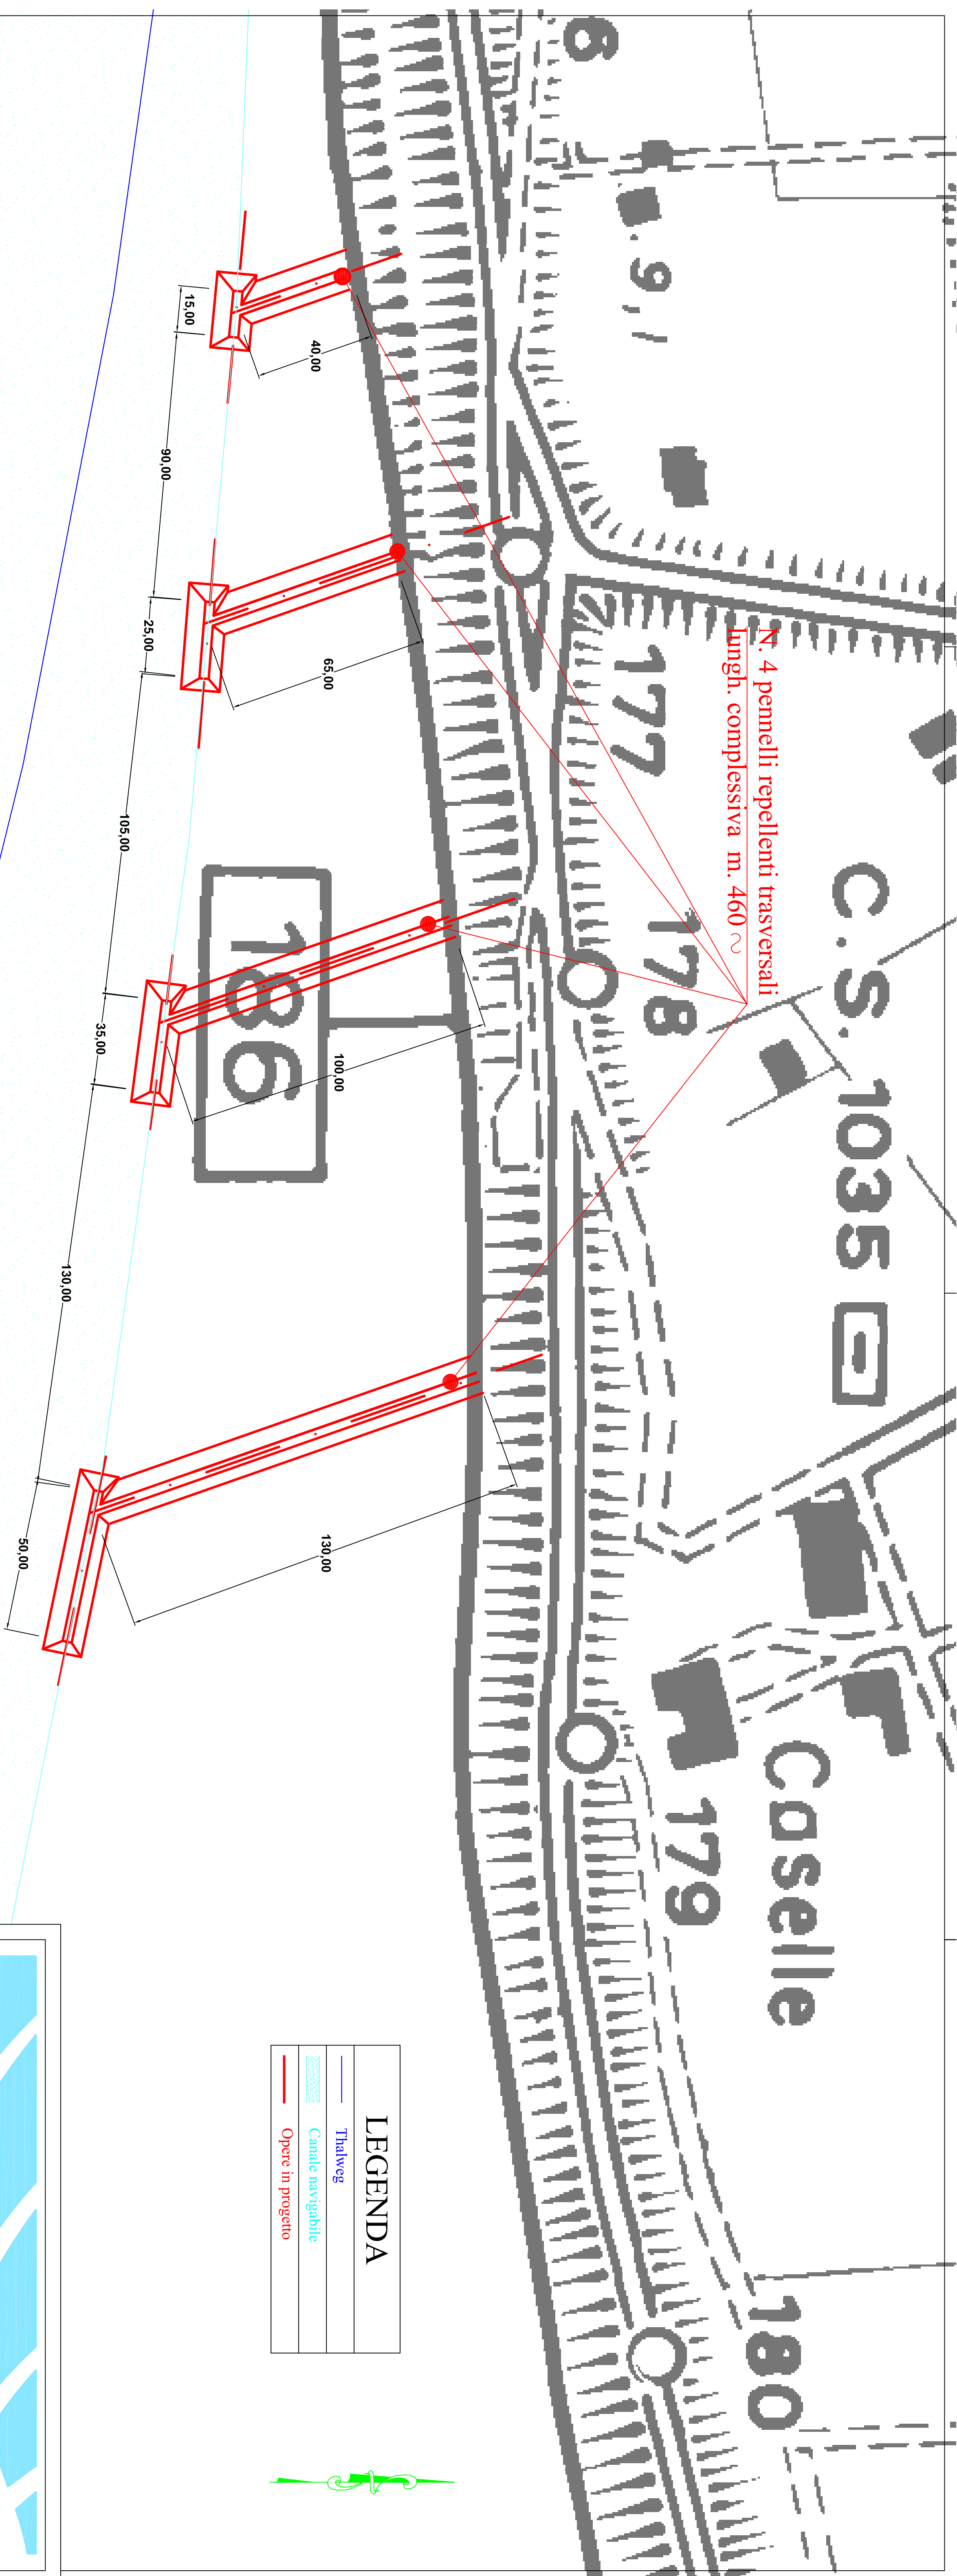 6
. 9,1
N. 4 pennelli repellenti trasversali
lungh. complessiva m. 460 ~
177
178
C.S. 1035
Caselle
179
180
186
15,00
40,00
90,00
25,00
65,00
105,00
35,00
100,00
130,00
50,00
130,00
LEGENDA
Thalweg
Canale navigabile
Opere in progetto